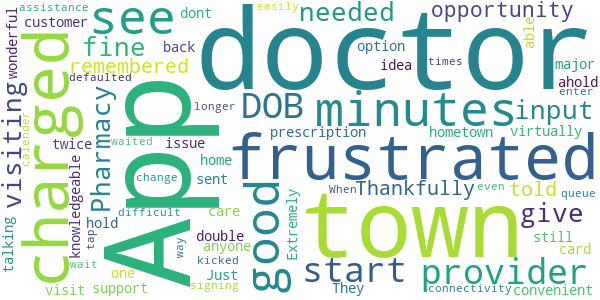 assistance
customer
wonderful
see
dont
easily
needed
opportunity
fine
back
option
able
remembered
doctor
idea
major
defaulted
times
ahold
Pharmacy
DOB
minutes
input
longer
enter
charged
App
visiting
calender
twice
waited
issue
prescription
hometown
virtually
knowledgeable
home
frustrated
change
sent
When
Thankfully
even
told
queue
talking
difficult
care
good
Extremely
town
give
hold
tap
way
double
anyone
still
wait
one
kicked
start
card
visit
support
Just
signing
They
provider
connectivity
convenient